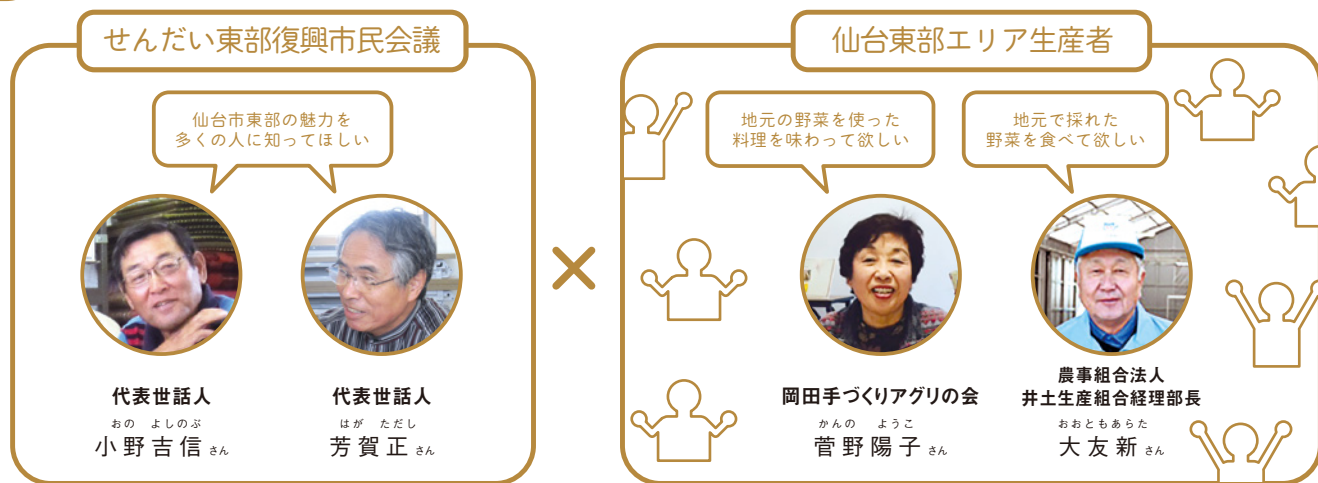 せんだい東部復興市民会議
仙台市東部の魅力を
多くの人に知ってほしい
代表世話人
おの よしのぶ
小野吉信さん
代表世話人
はが ただし
芳賀正さん
×
仙台東部エリア生産者
地元の野菜を使った
料理を味わって欲しい
岡田手づくりアグリの会
かんの ようこ
菅野陽子さん
地元で採れた
野菜を食べて欲しい
農事組合法人
井土生産組合経理部長
おおともあらた
大友新さん